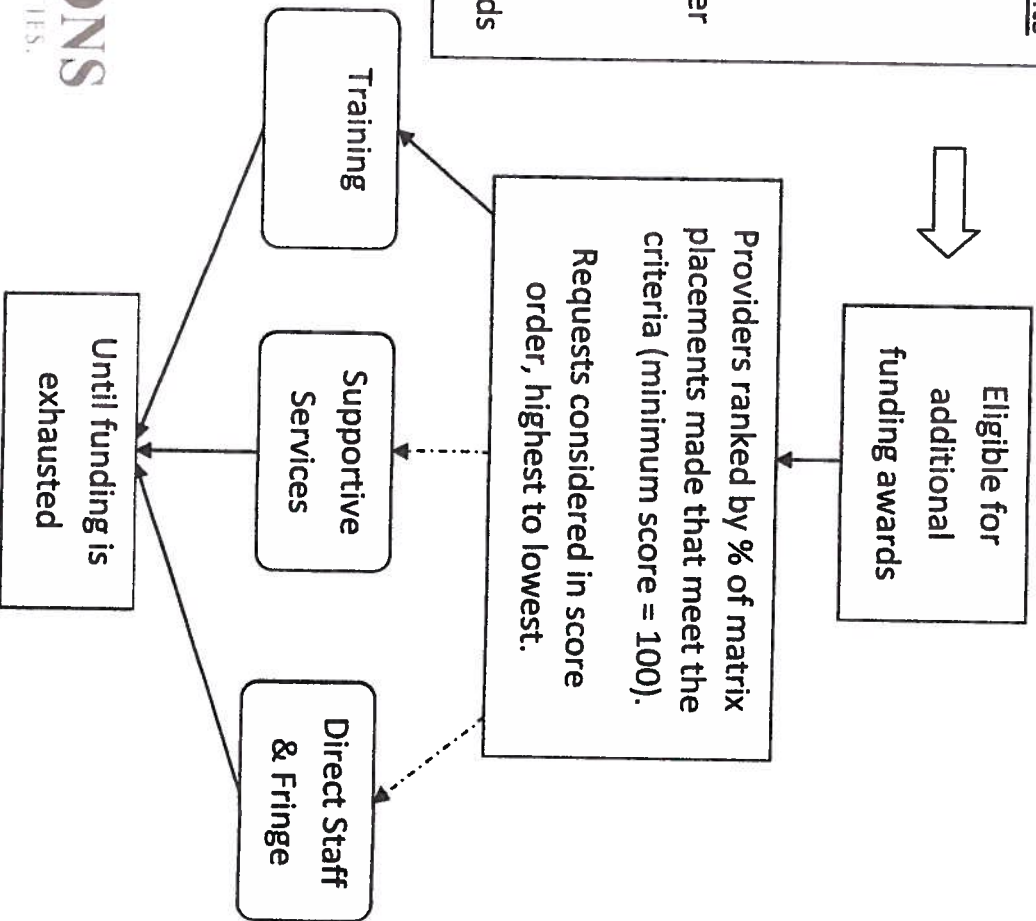 Eligible for
additional
funding awards
Providers ranked by % of matrix
placements made that meet the
criteria (minimum score = 100).
Requests considered in score
order, highest to lowest.
Training
Supportive
Services
Direct Staff
& Fringe
Until funding is
exhausted